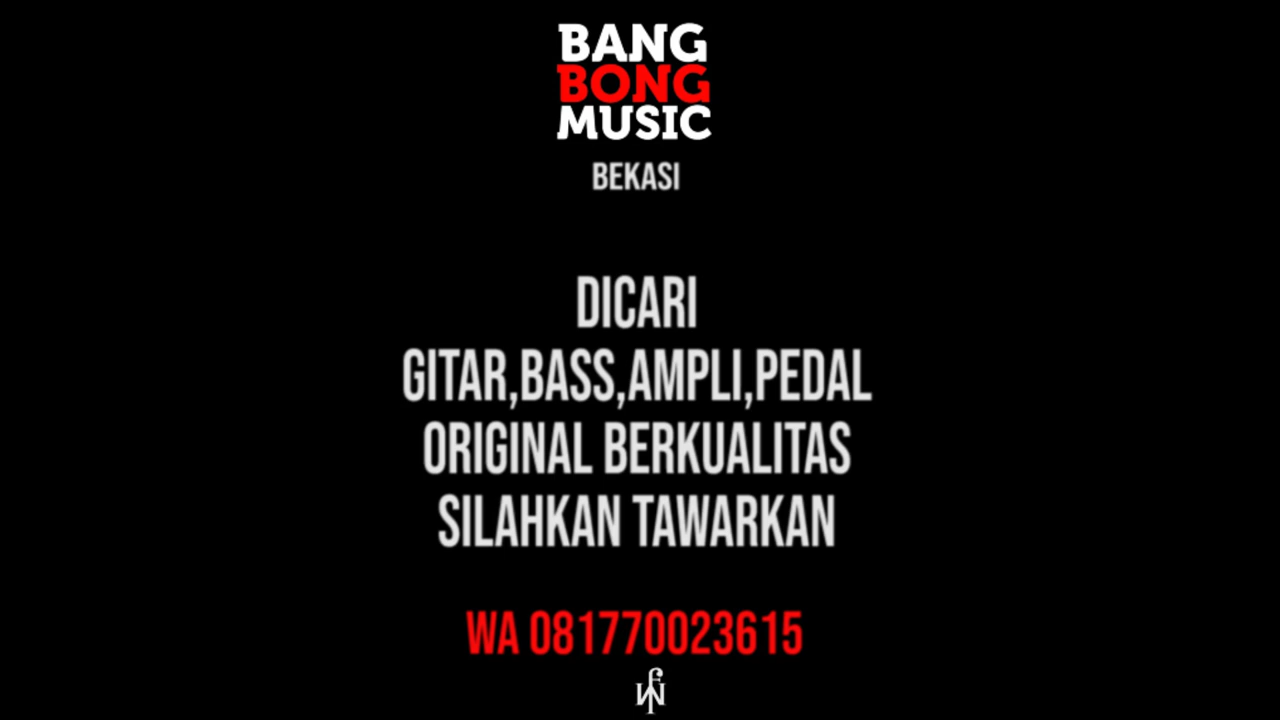 BANG
BONG
MUSIC
BEKASI
DICARI
GITAR,BASS,AMPLI,PEDAL
ORIGINAL BERKUALITAS
SILAHKAN TAWARKAN
WA 081770023615